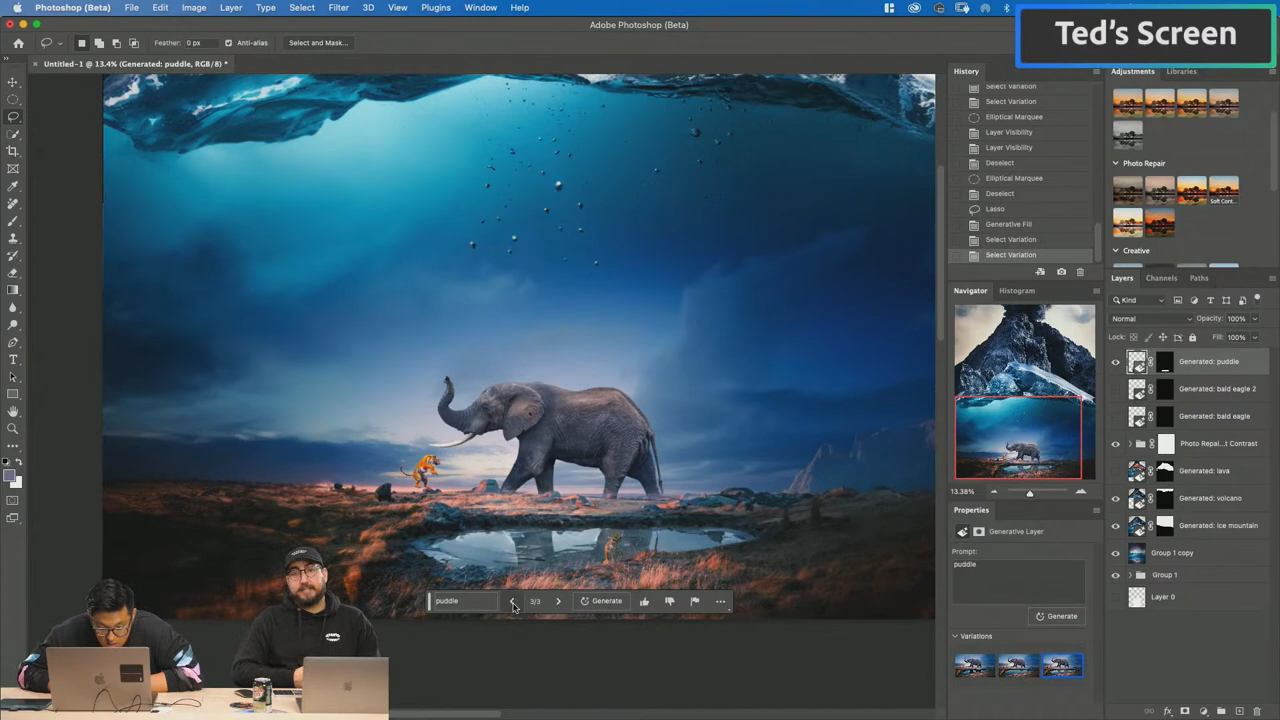 Photoshop (Beta) File Edit Image Layer Type Select Filter 3D View Plugins Window Help
Adobe Photoshop (Beta)
Ted's Screen
Feather: 0 px Anti-alias Select and Mask...
Untitled-1 @ 13.4% (Generated: puddle, RGB/8) *
History
Select Variation
Select Variation
Elliptical Marquee
Layer Visibility
Layer Visibility
Deselect
Elliptical Marquee
Deselect
Lasso
Generative Fill
Select Variation
Select Variation
Adjustments Libraries
Photo Repair
Soft Cont...
Creative
Navigator Histogram
13.38%
Layers Channels Paths
Kind
Normal Opacity: 100%
Lock: Fill: 100%
Generated: puddle
Generated: bald eagle 2
Generated: bald eagle
Photo Repai...t Contrast
Generated: lava
Generated: volcano
Generated: ice mountain
Group 1 copy
Group 1
Layer 0
Properties
Generative Layer
Prompt:
puddle
Generate
Variations
puddle 3/3 Generate